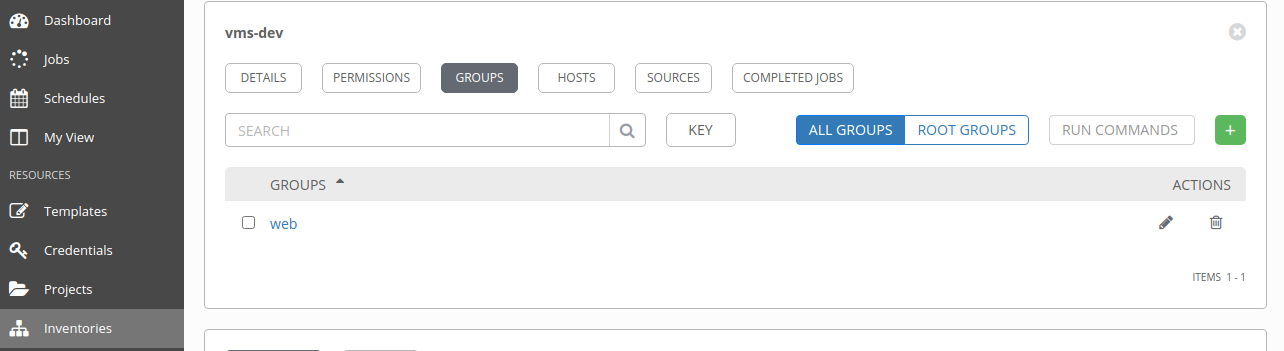 Dashboard
Jobs
Schedules
My View
RESOURCES
Templates
Credentials
Projects
Inventories
vms-dev
DETAILS PERMISSIONS GROUPS HOSTS SOURCES COMPLETED JOBS
SEARCH KEY ALL GROUPS ROOT GROUPS RUN COMMANDS +
GROUPS ACTIONS
web
ITEMS 1 - 1